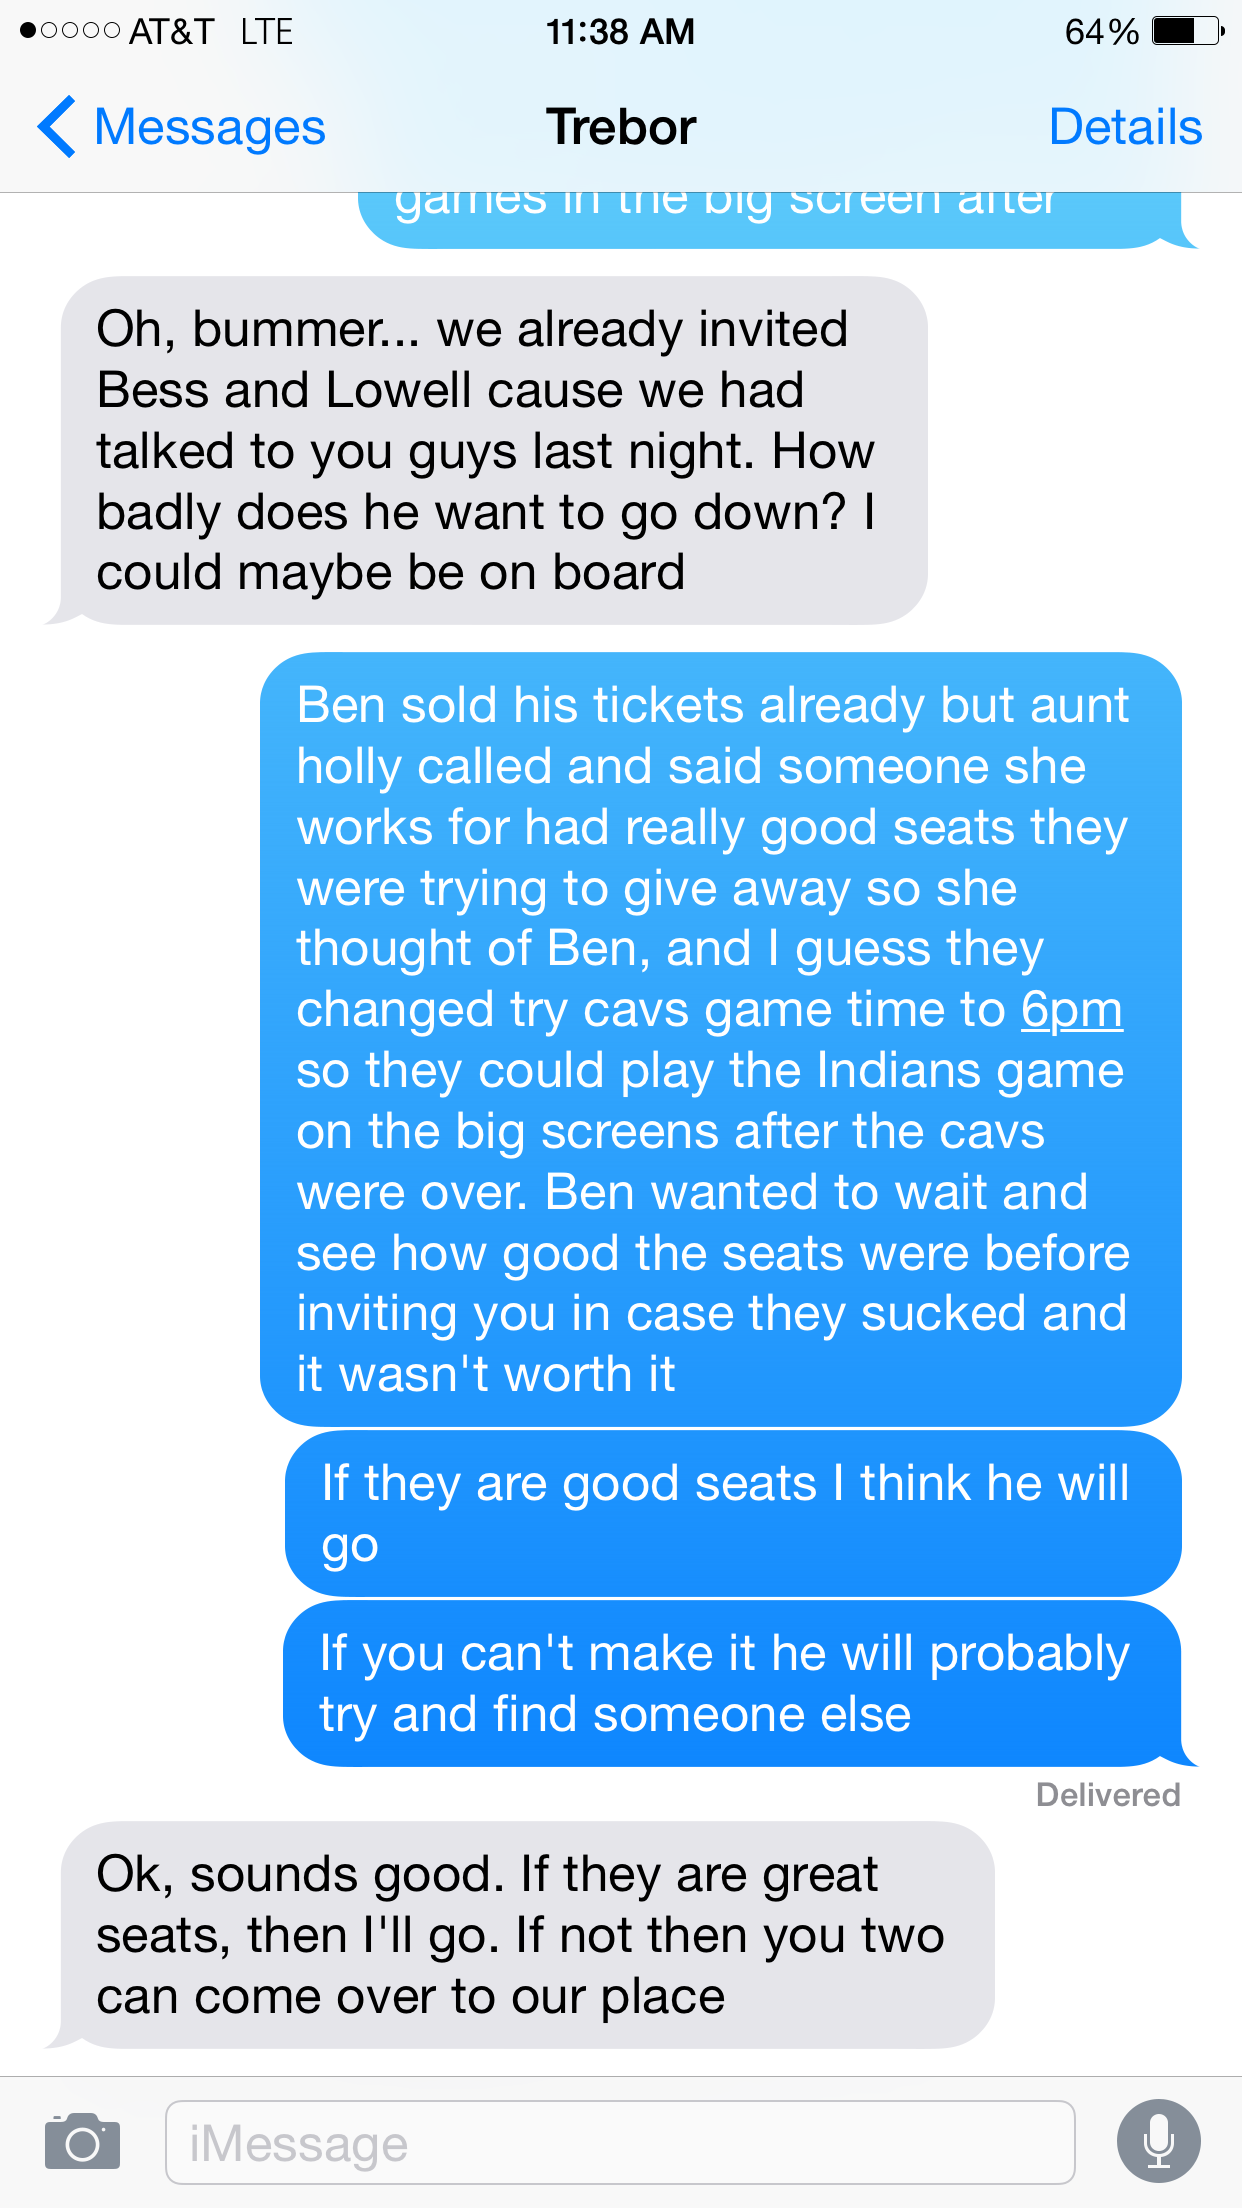 AT&T LTE 11:38 AM 64%
Messages Trebor Details
games in the big screen after
Oh, bummer... we already invited
Bess and Lowell cause we had
talked to you guys last night. How
badly does he want to go down? I
could maybe be on board
Ben sold his tickets already but aunt
holly called and said someone she
works for had really good seats they
were trying to give away so she
thought of Ben, and I guess they
changed try cavs game time to 6pm
so they could play the Indians game
on the big screens after the cavs
were over. Ben wanted to wait and
see how good the seats were before
inviting you in case they sucked and
it wasn't worth it
If they are good seats I think he will
go
If you can't make it he will probably
try and find someone else
Delivered
Ok, sounds good. If they are great
seats, then I'll go. If not then you two
can come over to our place
iMessage